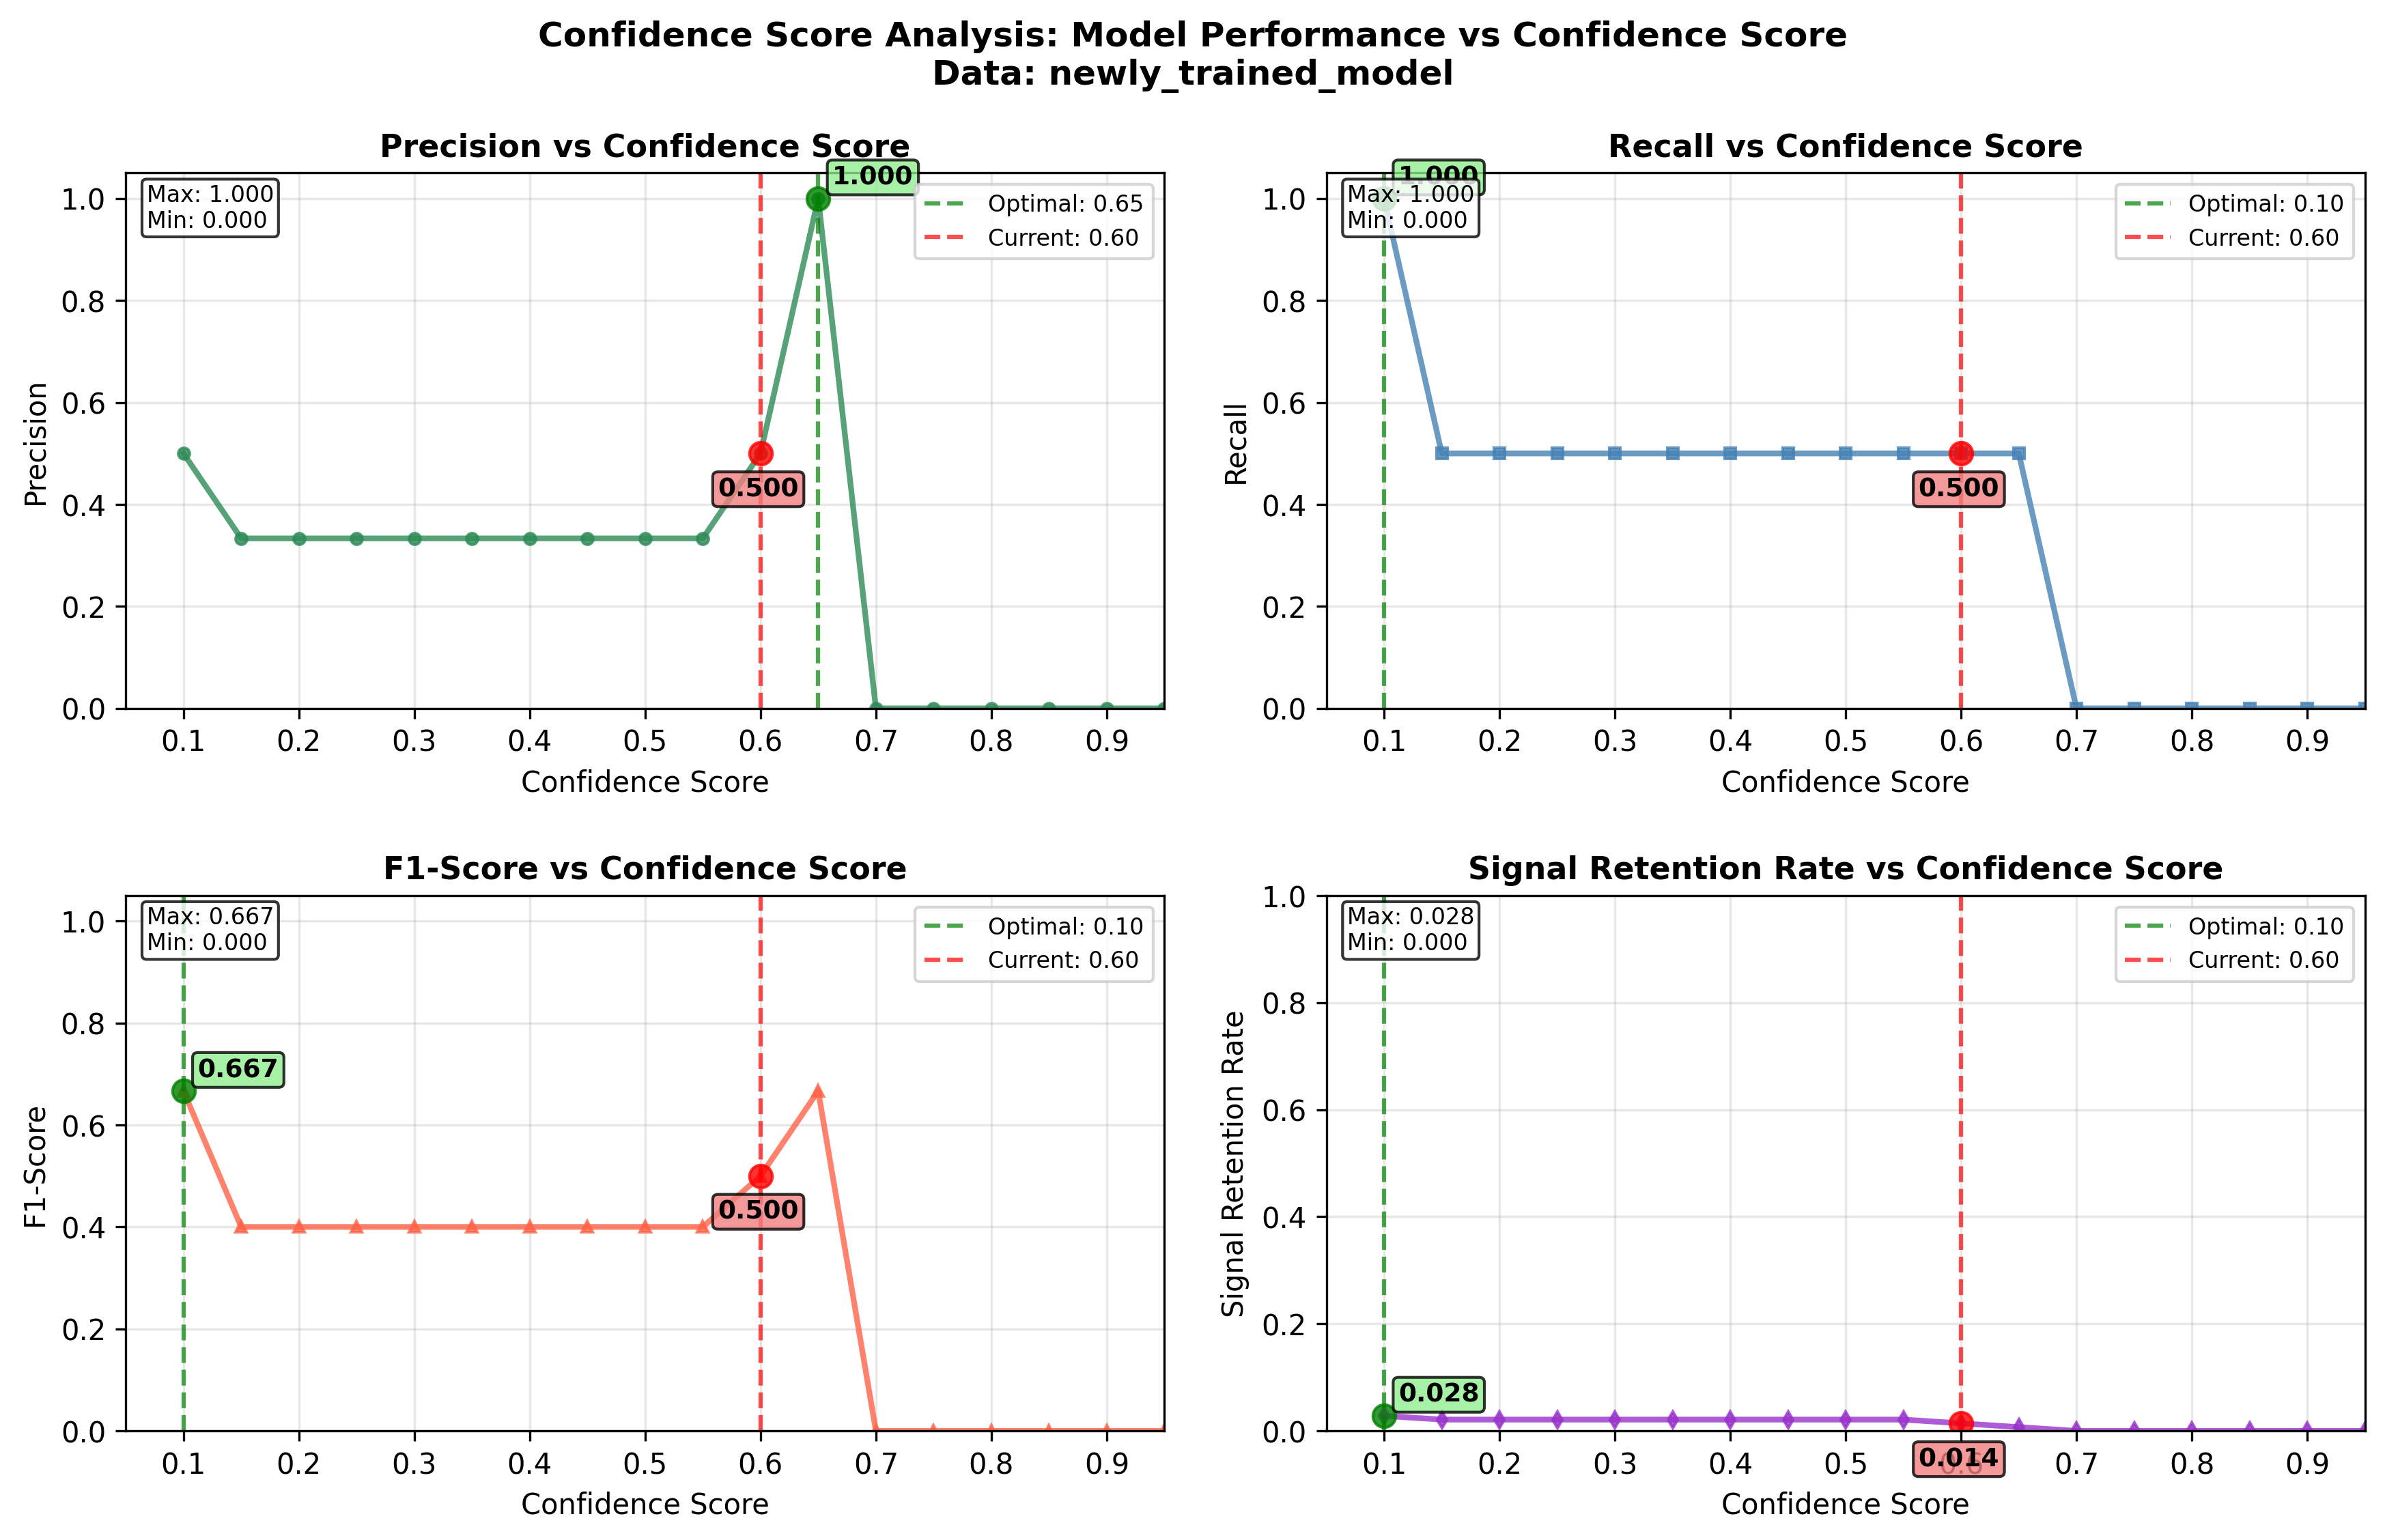 Confidence Score Analysis: Model Performance vs Confidence Score
Data: newly_trained_model
Precision vs Confidence Score
1.000
Max: 1.000
Min: 0.000
Optimal: 0.65
Current: 0.60
0.500
Precision
1.0
0.8
0.6
0.4
0.2
0.0
0.1 0.2 0.3 0.4 0.5 0.6 0.7 0.8 0.9
Confidence Score
Recall vs Confidence Score
1.000
Max: 1.000
Min: 0.000
Optimal: 0.10
Current: 0.60
0.500
Recall
1.0
0.8
0.6
0.4
0.2
0.0
0.1 0.2 0.3 0.4 0.5 0.6 0.7 0.8 0.9
Confidence Score
F1-Score vs Confidence Score
Max: 0.667
Min: 0.000
Optimal: 0.10
Current: 0.60
0.667
0.500
F1-Score
1.0
0.8
0.6
0.4
0.2
0.0
0.1 0.2 0.3 0.4 0.5 0.6 0.7 0.8 0.9
Confidence Score
Signal Retention Rate vs Confidence Score
Max: 0.028
Min: 0.000
Optimal: 0.10
Current: 0.60
0.028
0.014
Signal Retention Rate
1.0
0.8
0.6
0.4
0.2
0.0
0.1 0.2 0.3 0.4 0.5 0.6 0.7 0.8 0.9
Confidence Score